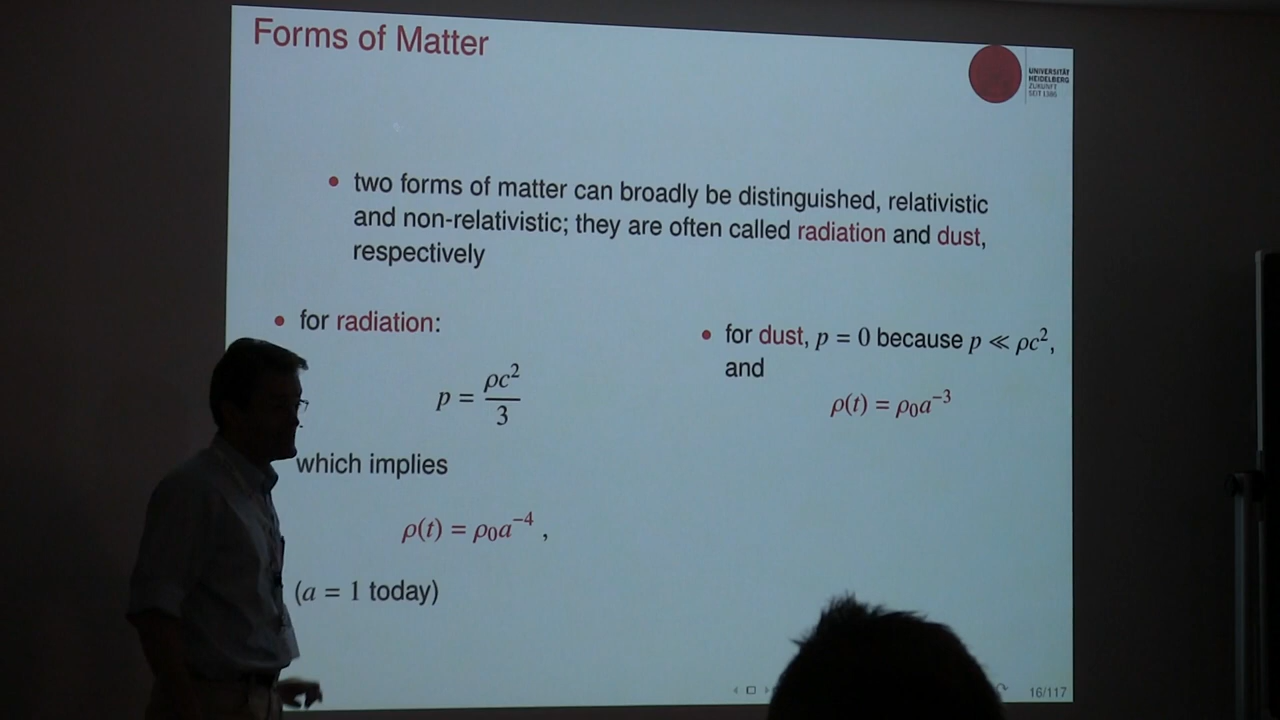 Forms of Matter
UNIVERSITÄT
HEIDELBERG
ZUKUNFT
SEIT 1386
• two forms of matter can broadly be distinguished, relativistic
and non-relativistic; they are often called radiation and dust,
respectively
• for radiation:
p = ρc²/3
which implies
ρ(t) = ρ₀a⁻⁴ ,
(a = 1 today)
• for dust, p = 0 because p ≪ ρc²,
and
ρ(t) = ρ₀a⁻³
16/117